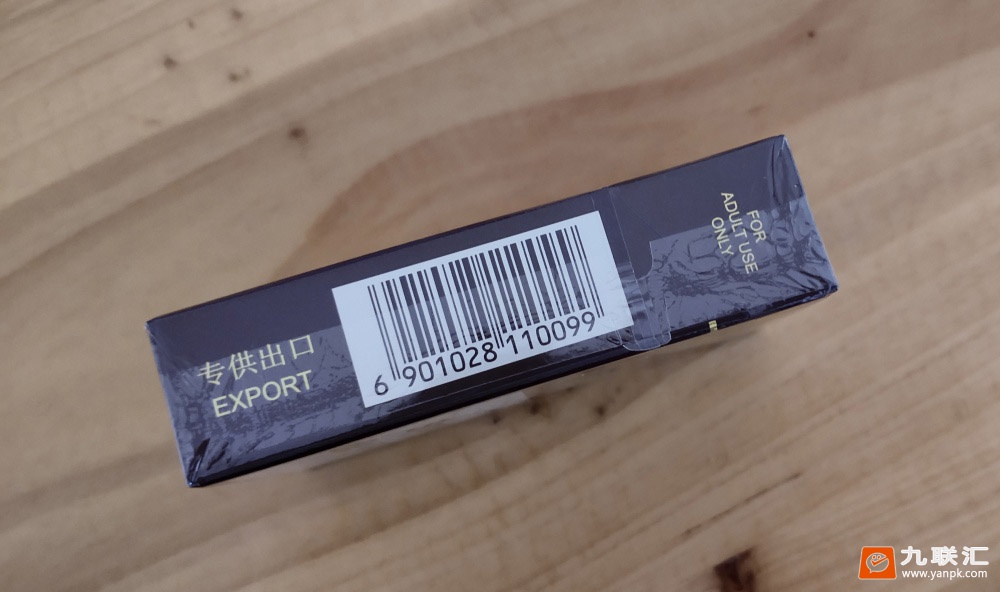 专供出口
EXPORT
6 901028 110099
FOR
ADULT USE
ONLY
九联汇
www.yanpk.com